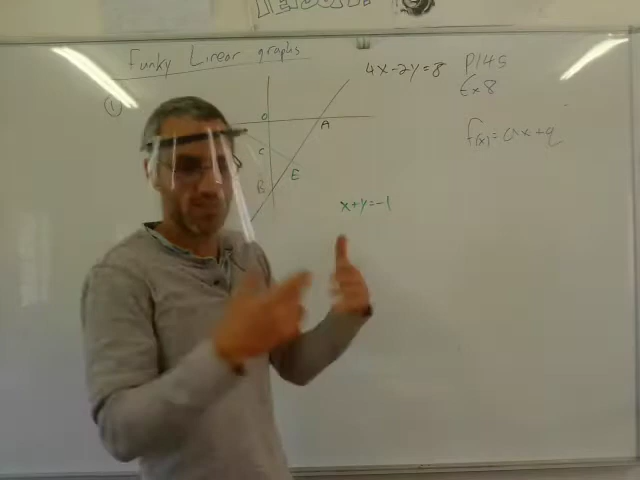 Funky Linear graphs
4x-2y=8
P145
Ex 8
①
O
A
f(x)=ax+q
C
E
B
x+y=-1